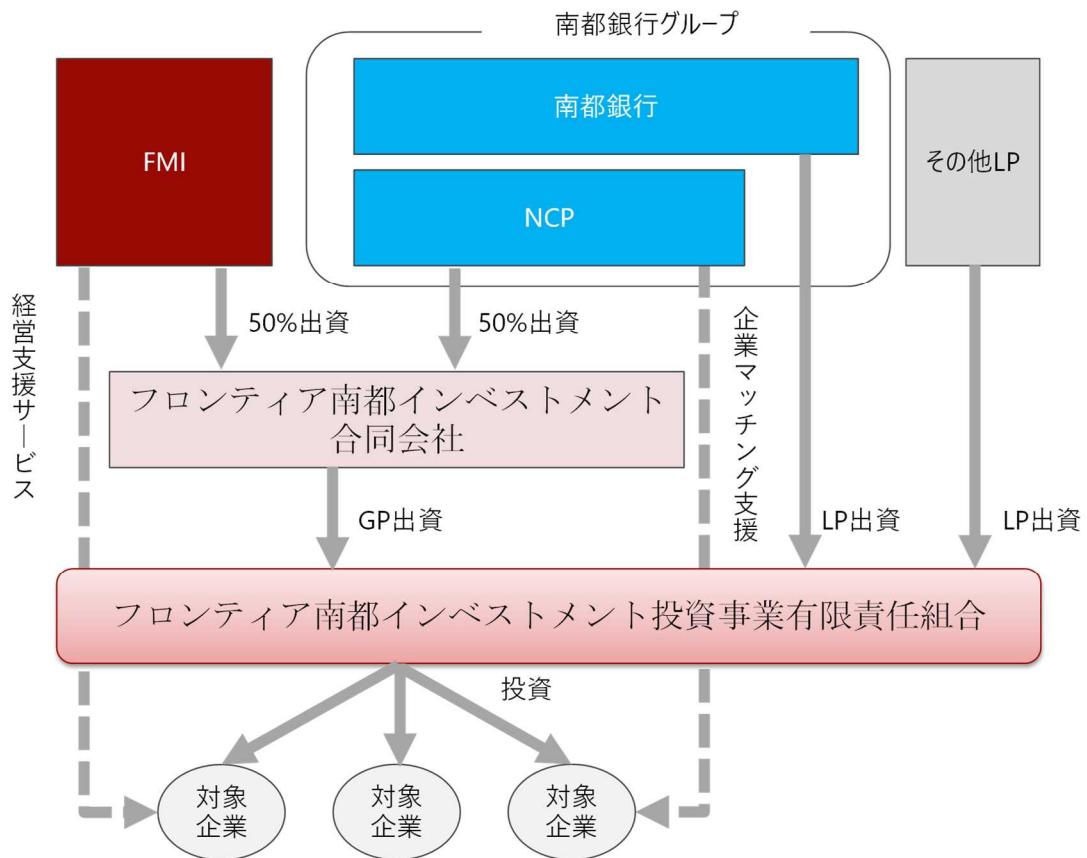 南都銀行グループ
FMI
南都銀行
その他LP
NCP
経営支援サービス
50%出資
50%出資
企業マッチング支援
フロンティア南都インベストメント
合同会社
GP出資
LP出資
LP出資
フロンティア南都インベストメント投資事業有限責任組合
投資
対象
企業
対象
企業
対象
企業